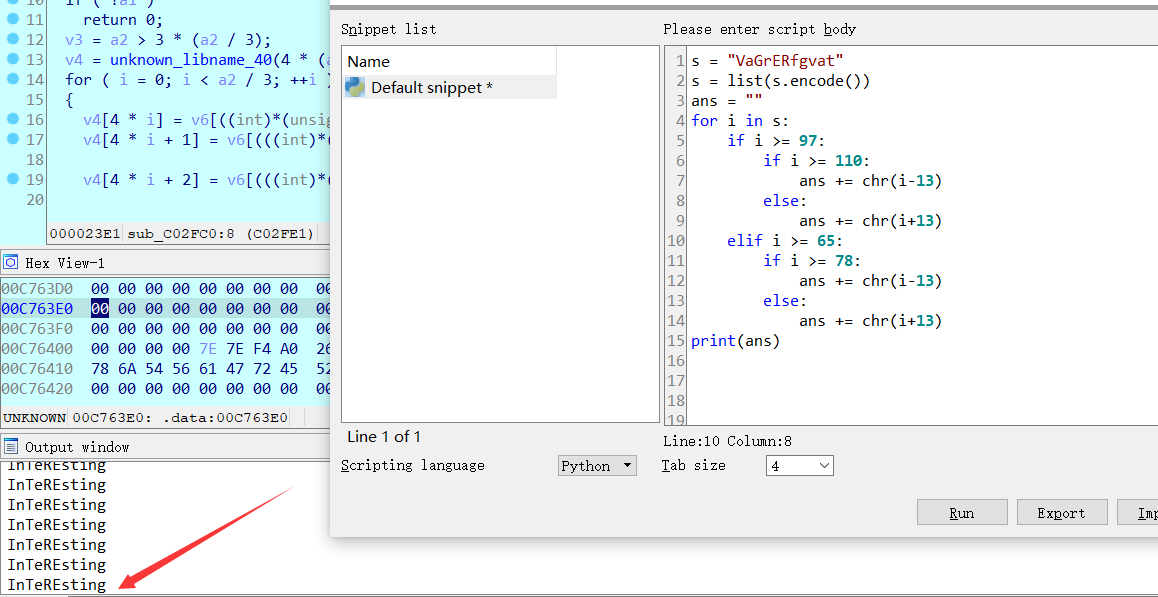 10 if ( !a1 )
11 return 0;
12 v3 = a2 > 3 * (a2 / 3);
13 v4 = unknown_libname_40(4 * (a
14 for ( i = 0; i < a2 / 3; ++i )
15 {
16 v4[4 * i] = v6[((int)*(unsig
17 v4[4 * i + 1] = v6[(((int)*(
18
19 v4[4 * i + 2] = v6[(((int)*(
20
000023E1 sub_C02FC0:8 (C02FE1)
Hex View-1
00C763D0 00 00 00 00 00 00 00 00 00
00C763E0 00 00 00 00 00 00 00 00 00
00C763F0 00 00 00 00 00 00 00 00 00
00C76400 00 00 00 00 7E 7E F4 A0 26
00C76410 78 6A 54 56 61 47 72 45 52
00C76420 00 00 00 00 00 00 00 00 00
UNKNOWN 00C763E0: .data:00C763E0
Output window
InTeREsting
InTeREsting
InTeREsting
InTeREsting
InTeREsting
InTeREsting
InTeREsting
Snippet list
Name
Default snippet *
Line 1 of 1
Scripting language
Python
Please enter script body
1 s = "VaGrERfgvat"
2 s = list(s.encode())
3 ans = ""
4 for i in s:
5 if i >= 97:
6 if i >= 110:
7 ans += chr(i-13)
8 else:
9 ans += chr(i+13)
10 elif i >= 65:
11 if i >= 78:
12 ans += chr(i-13)
13 else:
14 ans += chr(i+13)
15 print(ans)
16
17
18
19
Line:10 Column:8
Tab size
4
Run
Export
Imp